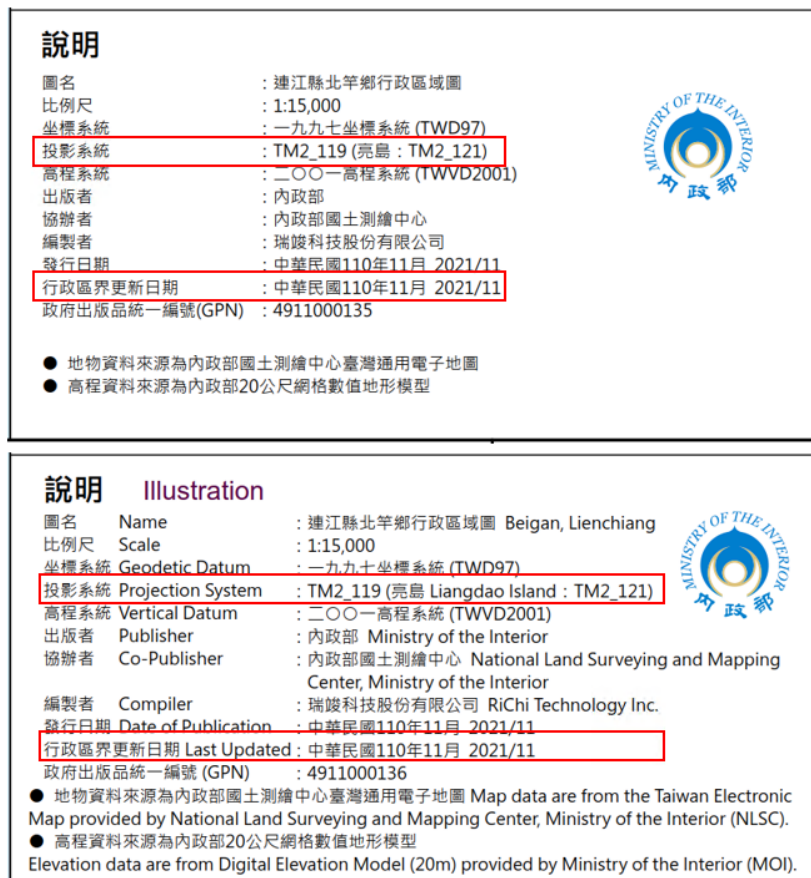 說明
圖名 : 連江縣北竿鄉行政區域圖
比例尺 : 1:15,000
坐標系統 : 一九九七坐標系統 (TWD97)
投影系統 : TM2_119 (亮島：TM2_121)
高程系統 : 二〇〇一高程系統 (TWVD2001)
出版者 : 內政部
協辦者 : 內政部國土測繪中心
編製者 : 瑞竣科技股份有限公司
發行日期 : 中華民國110年11月 2021/11
行政區界更新日期 : 中華民國110年11月 2021/11
政府出版品統一編號(GPN) : 4911000135
● 地物資料來源為內政部國土測繪中心臺灣通用電子地圖
● 高程資料來源為內政部20公尺網格數值地形模型
MINISTRY OF THE INTERIOR
內政部
說明 Illustration
圖名 Name : 連江縣北竿鄉行政區域圖 Beigan, Lienchiang
比例尺 Scale : 1:15,000
坐標系統 Geodetic Datum : 一九九七坐標系統 (TWD97)
投影系統 Projection System : TM2_119 (亮島 Liangdao Island：TM2_121)
高程系統 Vertical Datum : 二〇〇一高程系統 (TWVD2001)
出版者 Publisher : 內政部 Ministry of the Interior
協辦者 Co-Publisher : 內政部國土測繪中心 National Land Surveying and Mapping
Center, Ministry of the Interior
編製者 Compiler : 瑞竣科技股份有限公司 RiChi Technology Inc.
發行日期 Date of Publication : 中華民國110年11月 2021/11
行政區界更新日期 Last Updated : 中華民國110年11月 2021/11
政府出版品統一編號 (GPN) : 4911000136
● 地物資料來源為內政部國土測繪中心臺灣通用電子地圖 Map data are from the Taiwan Electronic
Map provided by National Land Surveying and Mapping Center, Ministry of the Interior (NLSC).
● 高程資料來源為內政部20公尺網格數值地形模型
Elevation data are from Digital Elevation Model (20m) provided by Ministry of the Interior (MOI).
MINISTRY OF THE INTERIOR
內政部